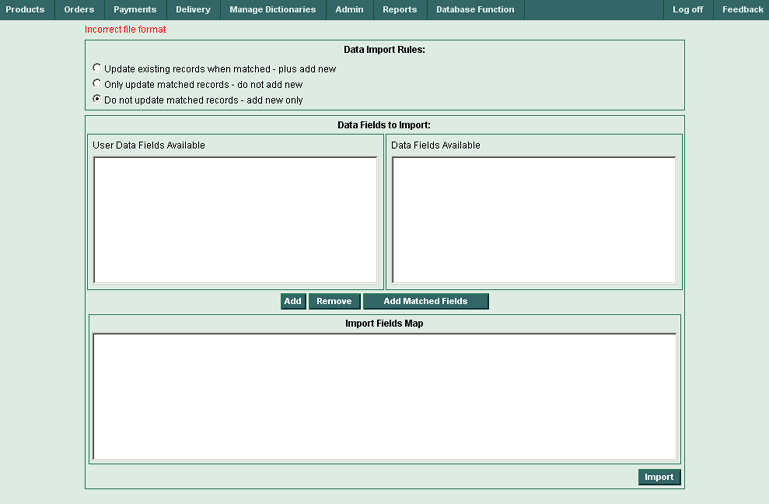 Products Orders Payments Delivery Manage Dictionaries Admin Reports Database Function Log off Feedback
Incorrect file format
Data Import Rules:
Update existing records when matched - plus add new
Only update matched records - do not add new
Do not update matched records - add new only
Data Fields to Import:
User Data Fields Available Data Fields Available
Add Remove Add Matched Fields
Import Fields Map
Import